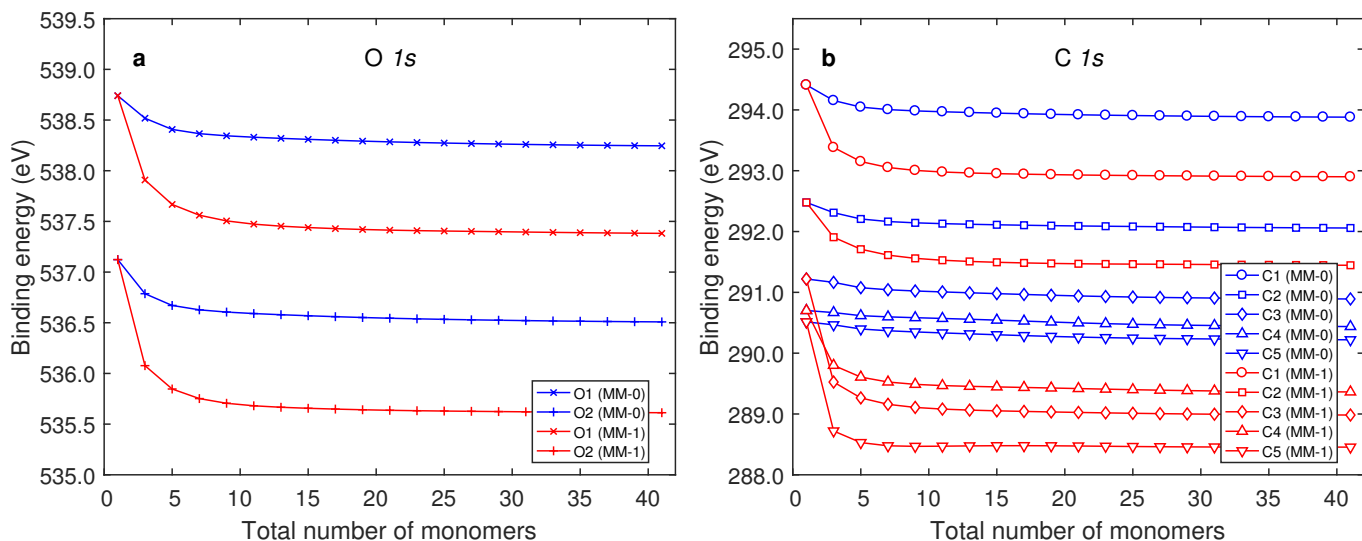 a
O 1s
Binding energy (eV)
539.5
539.0
538.5
538.0
537.5
537.0
536.5
536.0
535.5
535.0
0 5 10 15 20 25 30 35 40
Total number of monomers
O1 (MM-0)
O2 (MM-0)
O1 (MM-1)
O2 (MM-1)
b
C 1s
Binding energy (eV)
295.0
294.0
293.0
292.0
291.0
290.0
289.0
288.0
0 5 10 15 20 25 30 35 40
Total number of monomers
C1 (MM-0)
C2 (MM-0)
C3 (MM-0)
C4 (MM-0)
C5 (MM-0)
C1 (MM-1)
C2 (MM-1)
C3 (MM-1)
C4 (MM-1)
C5 (MM-1)